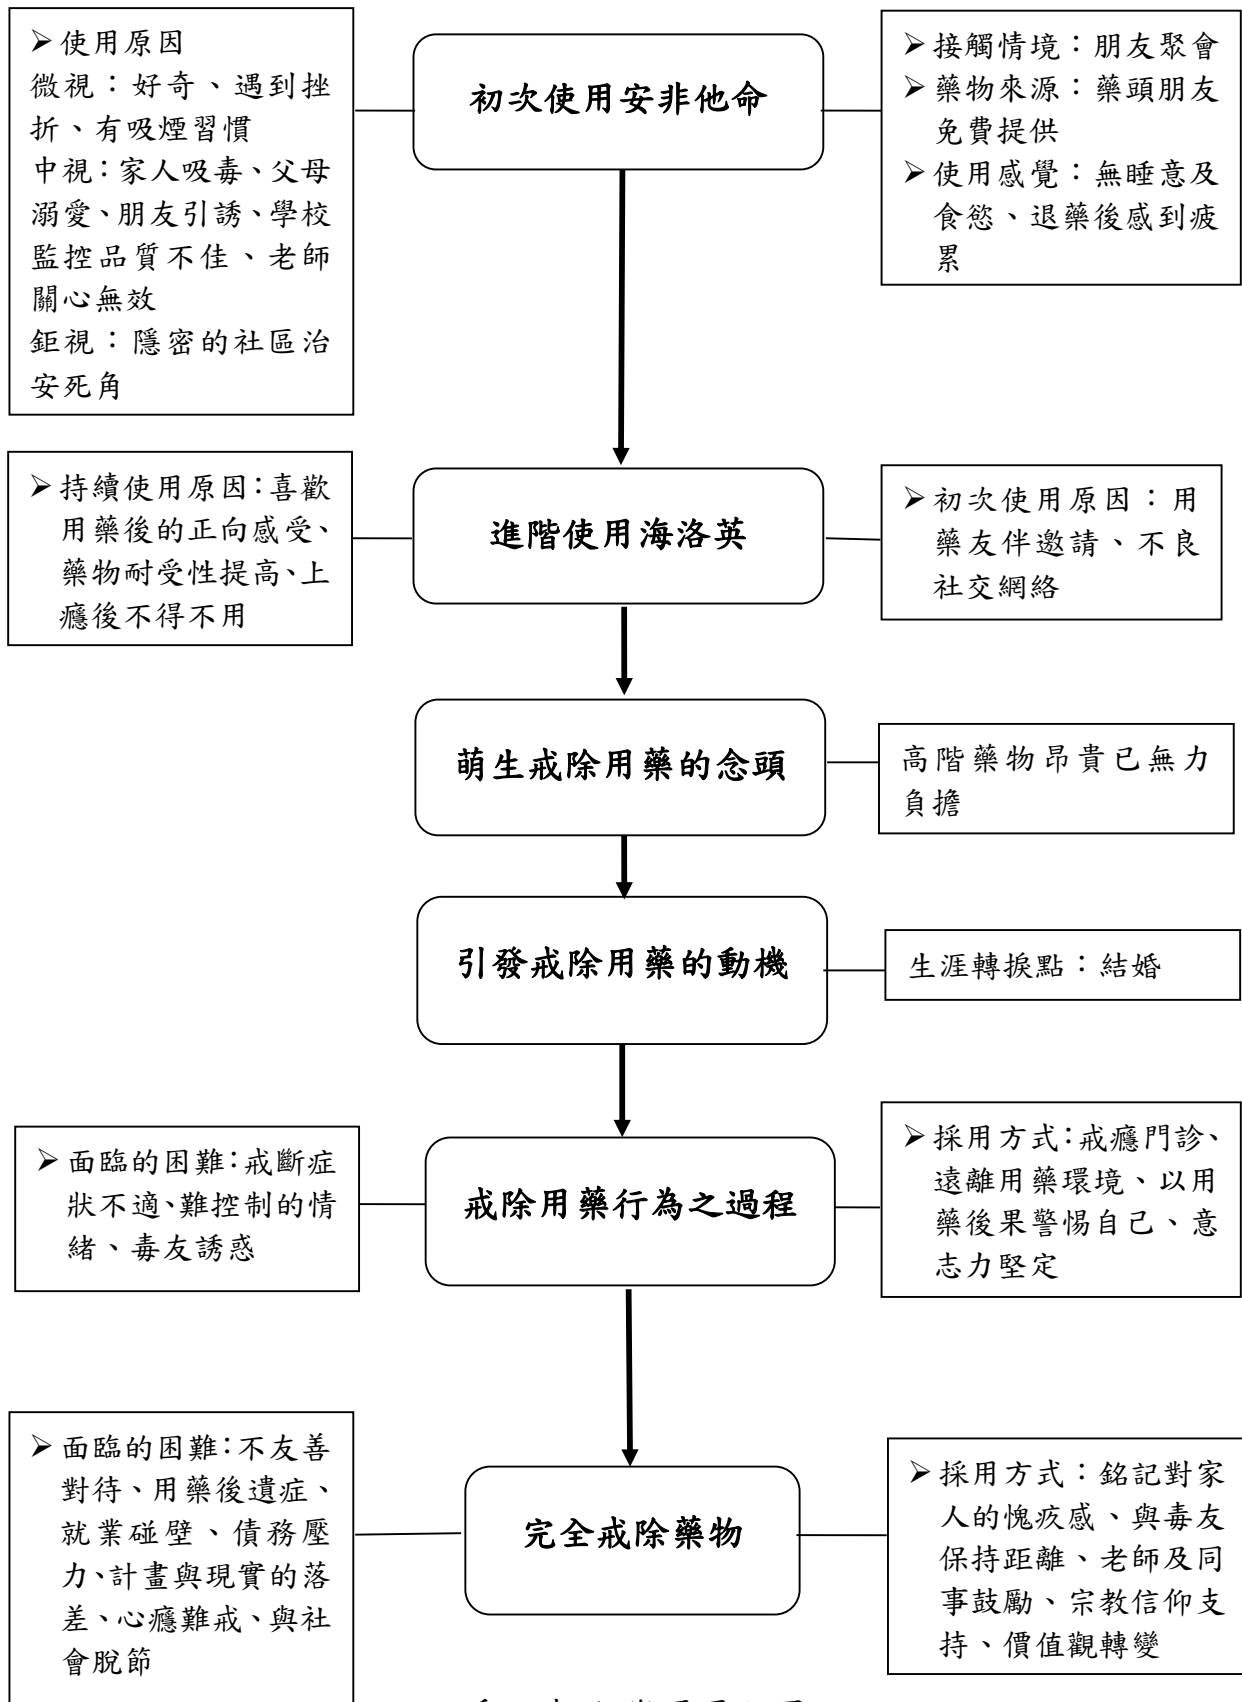 ➢使用原因
微視：好奇、遇到挫
折、有吸煙習慣
中視：家人吸毒、父母
溺愛、朋友引誘、學校
監控品質不佳、老師
關心無效
鉅視：隱密的社區治
安死角
初次使用安非他命
➢接觸情境：朋友聚會
➢藥物來源：藥頭朋友
免費提供
➢使用感覺：無睡意及
食慾、退藥後感到疲
累
➢持續使用原因：喜歡
用藥後的正向感受、
藥物耐受性提高、上
癮後不得不用
進階使用海洛英
➢初次使用原因：用
藥友伴邀請、不良
社交網絡
萌生戒除用藥的念頭
高階藥物昂貴已無力
負擔
引發戒除用藥的動機
生涯轉捩點：結婚
➢面臨的困難：戒斷症
狀不適、難控制的情
緒、毒友誘惑
戒除用藥行為之過程
➢採用方式：戒癮門診、
遠離用藥環境、以用
藥後果警惕自己、意
志力堅定
➢面臨的困難：不友善
對待、用藥後遺症、
就業碰壁、債務壓
力、計畫與現實的落
差、心癮難戒、與社
會脫節
完全戒除藥物
➢採用方式：銘記對家
人的愧疚感、與毒友
保持距離、老師及同
事鼓勵、宗教信仰支
持、價值觀轉變